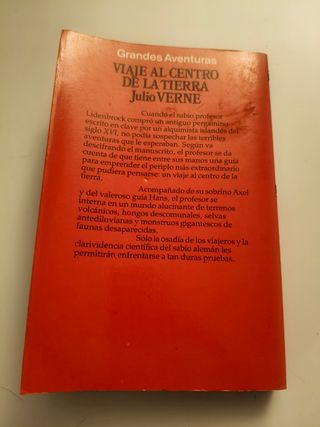 Grandes Aventuras
VIAJE AL CENTRO
DE LA TIERRA
Julio VERNE
Cuando el sabio profesor
Lidenbrock compró un antiguo pergamino
escrito en clave por un alquimista islandés del
siglo XVI, no podía sospechar las terribles
aventuras que le esperaban. Según va
descifrando el manuscrito, el profesor se da
cuenta de que tiene entre sus manos una guía
para emprender el periplo más extraordinario
que pudiera pensarse: un viaje al centro de la
tierra.
Acompañado de su sobrino Axel
y del valeroso guía Hans, el profesor se
interna en un mundo alucinante de terrenos
volcánicos, hongos descomunales, selvas
antediluvianas y monstruos gigantescos de
faunas desaparecidas.
Sólo la osadía de los viajeros y la
clarividencia científica del sabio alemán les
permitirán enfrentarse a tan duras pruebas.